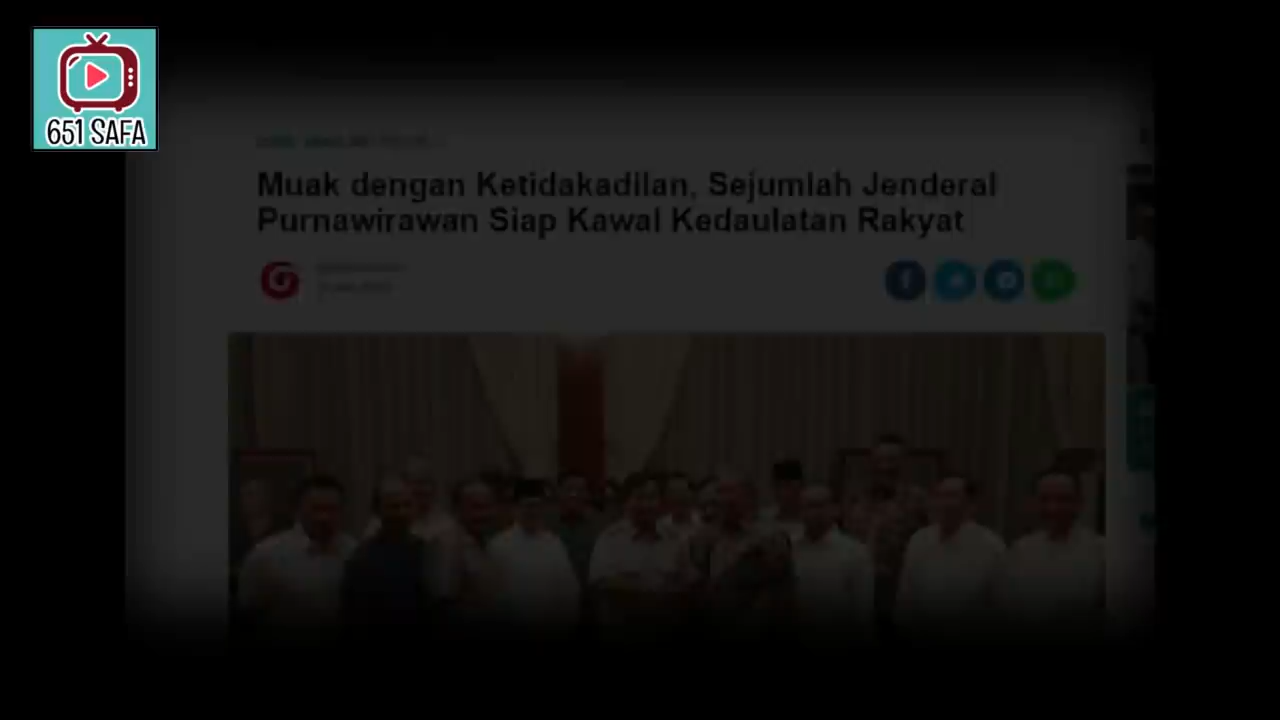 651 SAFA
Muak dengan Ketidakadilan, Sejumlah Jenderal
Purnawirawan Siap Kawal Kedaulatan Rakyat